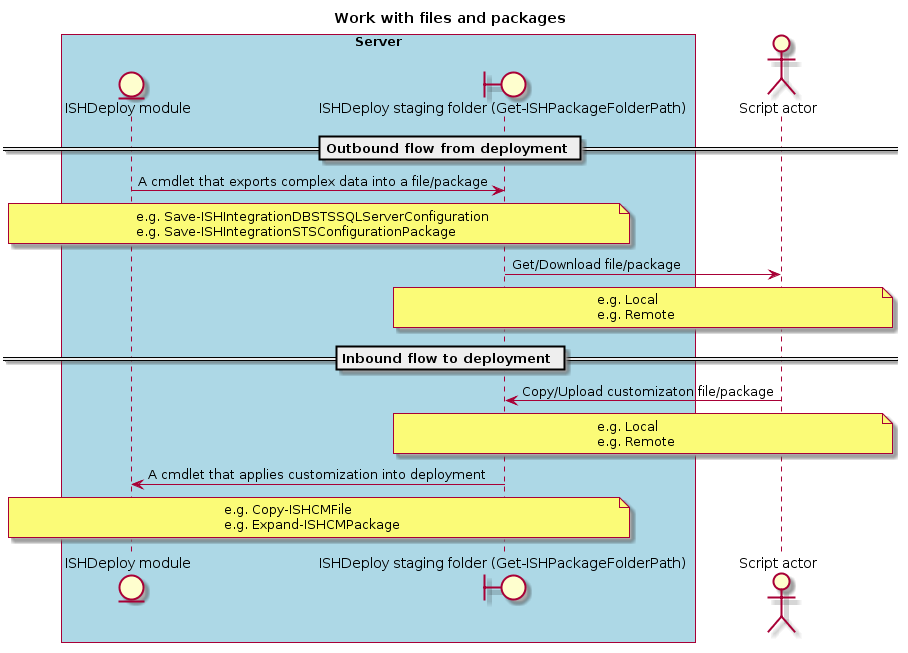 Work with files and packages
Server
ISHDeploy module
ISHDeploy staging folder (Get-ISHPackageFolderPath)
Script actor
Outbound flow from deployment
A cmdlet that exports complex data into a file/package
e.g. Save-ISHIntegrationDBSTSSQLServerConfiguration
e.g. Save-ISHIntegrationSTSConfigurationPackage
Get/Download file/package
e.g. Local
e.g. Remote
Inbound flow to deployment
Copy/Upload customizaton file/package
e.g. Local
e.g. Remote
A cmdlet that applies customization into deployment
e.g. Copy-ISHCMFile
e.g. Expand-ISHCMPackage
ISHDeploy module
ISHDeploy staging folder (Get-ISHPackageFolderPath)
Script actor